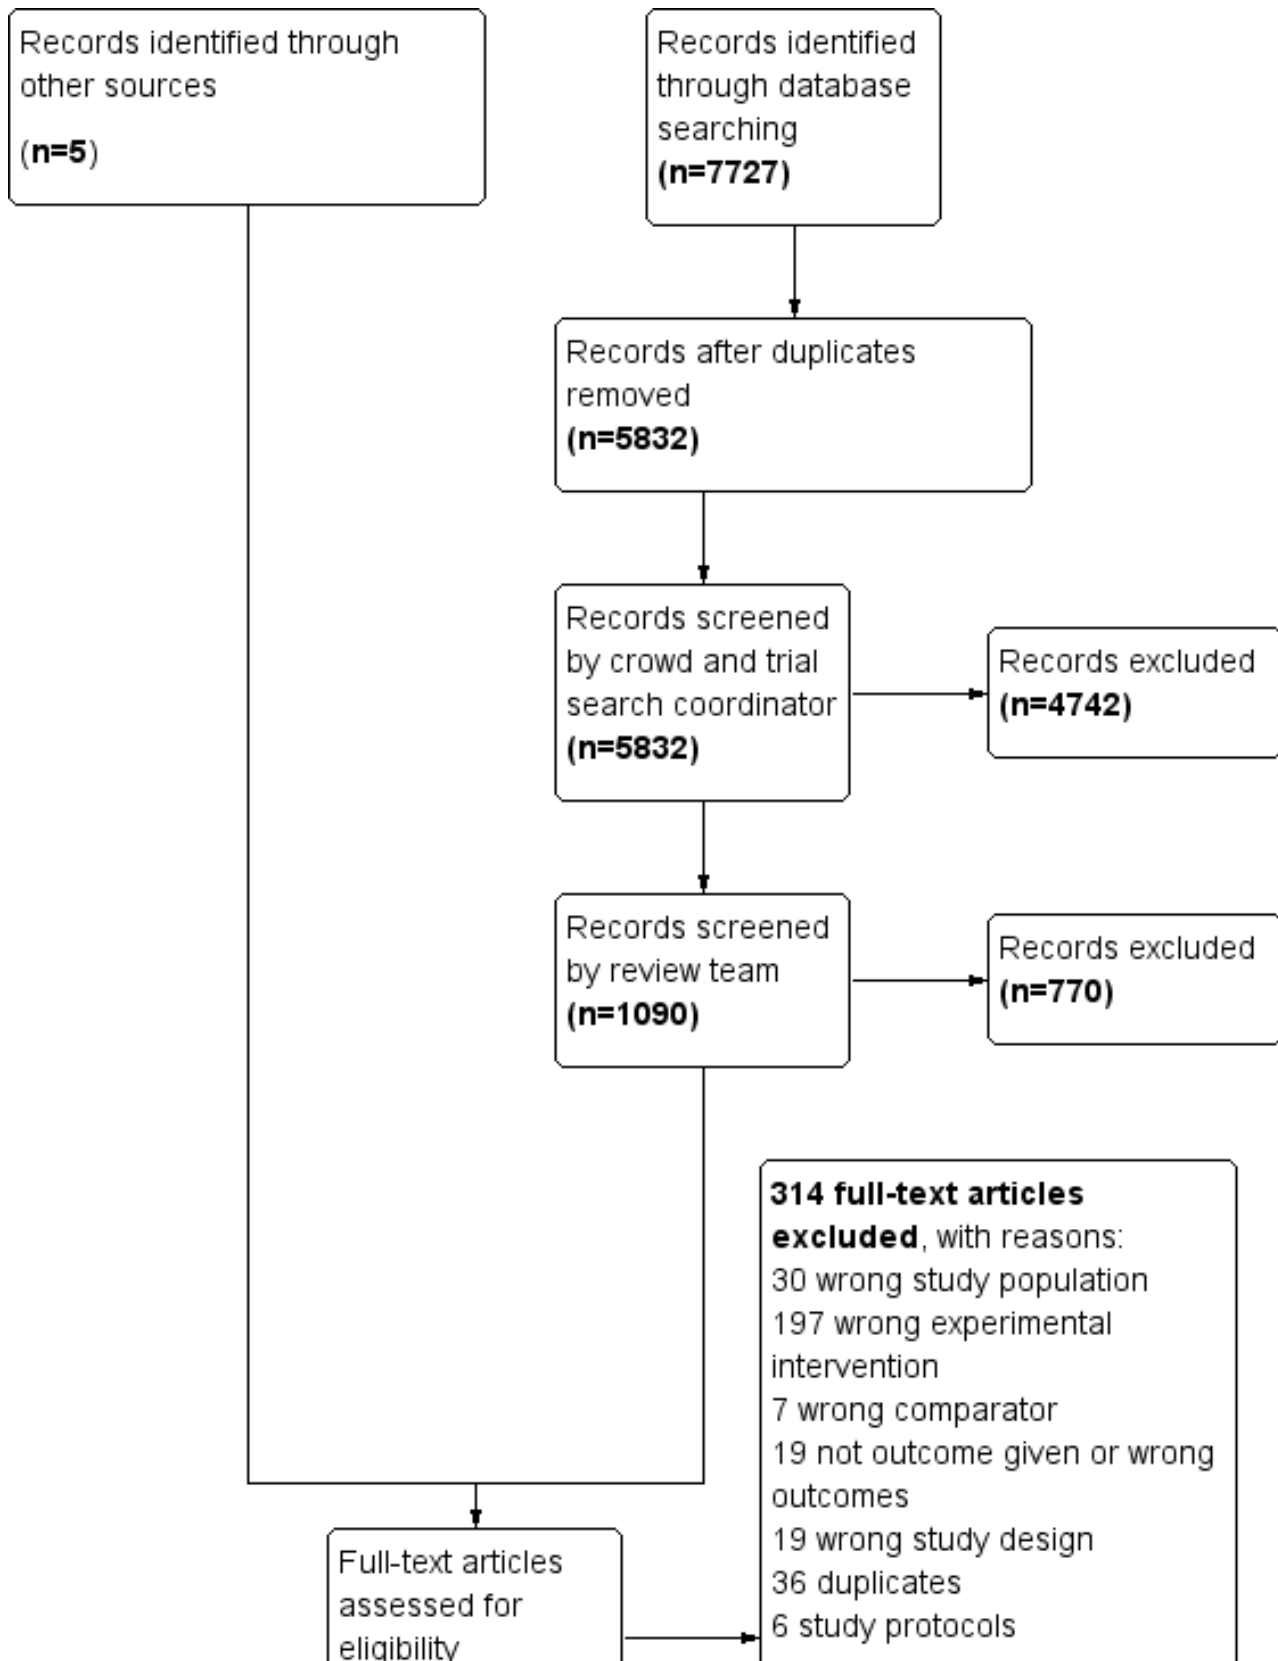 Records identified through
other sources
(n=5)
Records identified
through database
searching
(n=7727)
Records after duplicates
removed
(n=5832)
Records screened
by crowd and trial
search coordinator
(n=5832)
Records excluded
(n=4742)
Records screened
by review team
(n=1090)
Records excluded
(n=770)
314 full-text articles
excluded, with reasons:
30 wrong study population
197 wrong experimental
intervention
7 wrong comparator
19 not outcome given or wrong
outcomes
19 wrong study design
36 duplicates
6 study protocols
Full-text articles
assessed for
eligibility